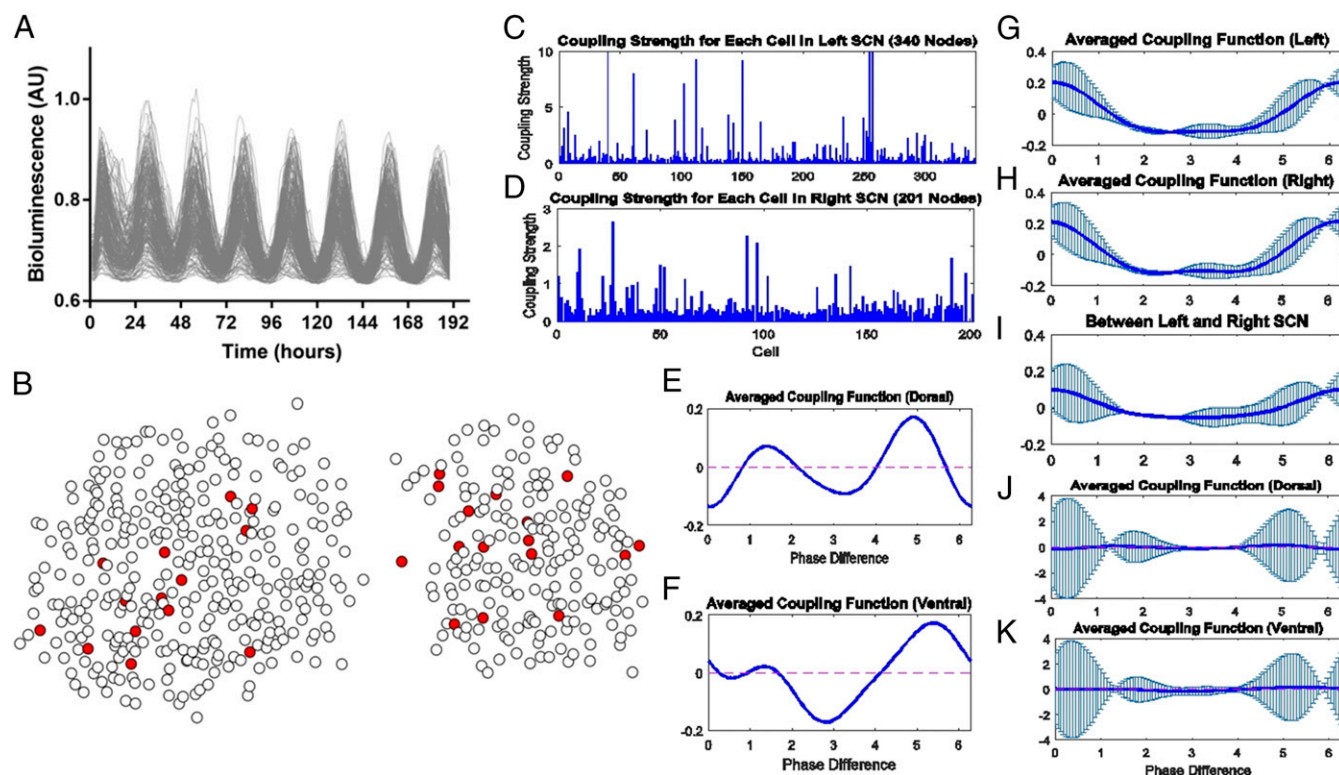 A
Bioluminescence (AU)
1.0
0.8
0.6
0 24 48 72 96 120 144 168 192
Time (hours)
B
C
Coupling Strength for Each Cell in Left SCN (340 Nodes)
Coupling Strength
10
5
0
0 50 100 150 200 250 300
D
Coupling Strength for Each Cell in Right SCN (201 Nodes)
Coupling Strength
3
2
1
0
0 50 100 150 200
Cell
E
Averaged Coupling Function (Dorsal)
0.2
0
-0.2
0 1 2 3 4 5 6
Phase Difference
F
Averaged Coupling Function (Ventral)
0.2
0
-0.2
0 1 2 3 4 5 6
Phase Difference
G
Averaged Coupling Function (Left)
0.4
0.2
0
-0.2
0 1 2 3 4 5 6
H
Averaged Coupling Function (Right)
0.4
0.2
0
-0.2
0 1 2 3 4 5 6
I
Between Left and Right SCN
0.4
0.2
0
-0.2
0 1 2 3 4 5 6
J
Averaged Coupling Function (Dorsal)
4
2
0
-2
-4
0 1 2 3 4 5 6
K
Averaged Coupling Function (Ventral)
4
2
0
-2
-4
0 1 2 3 4 5 6
Phase Difference